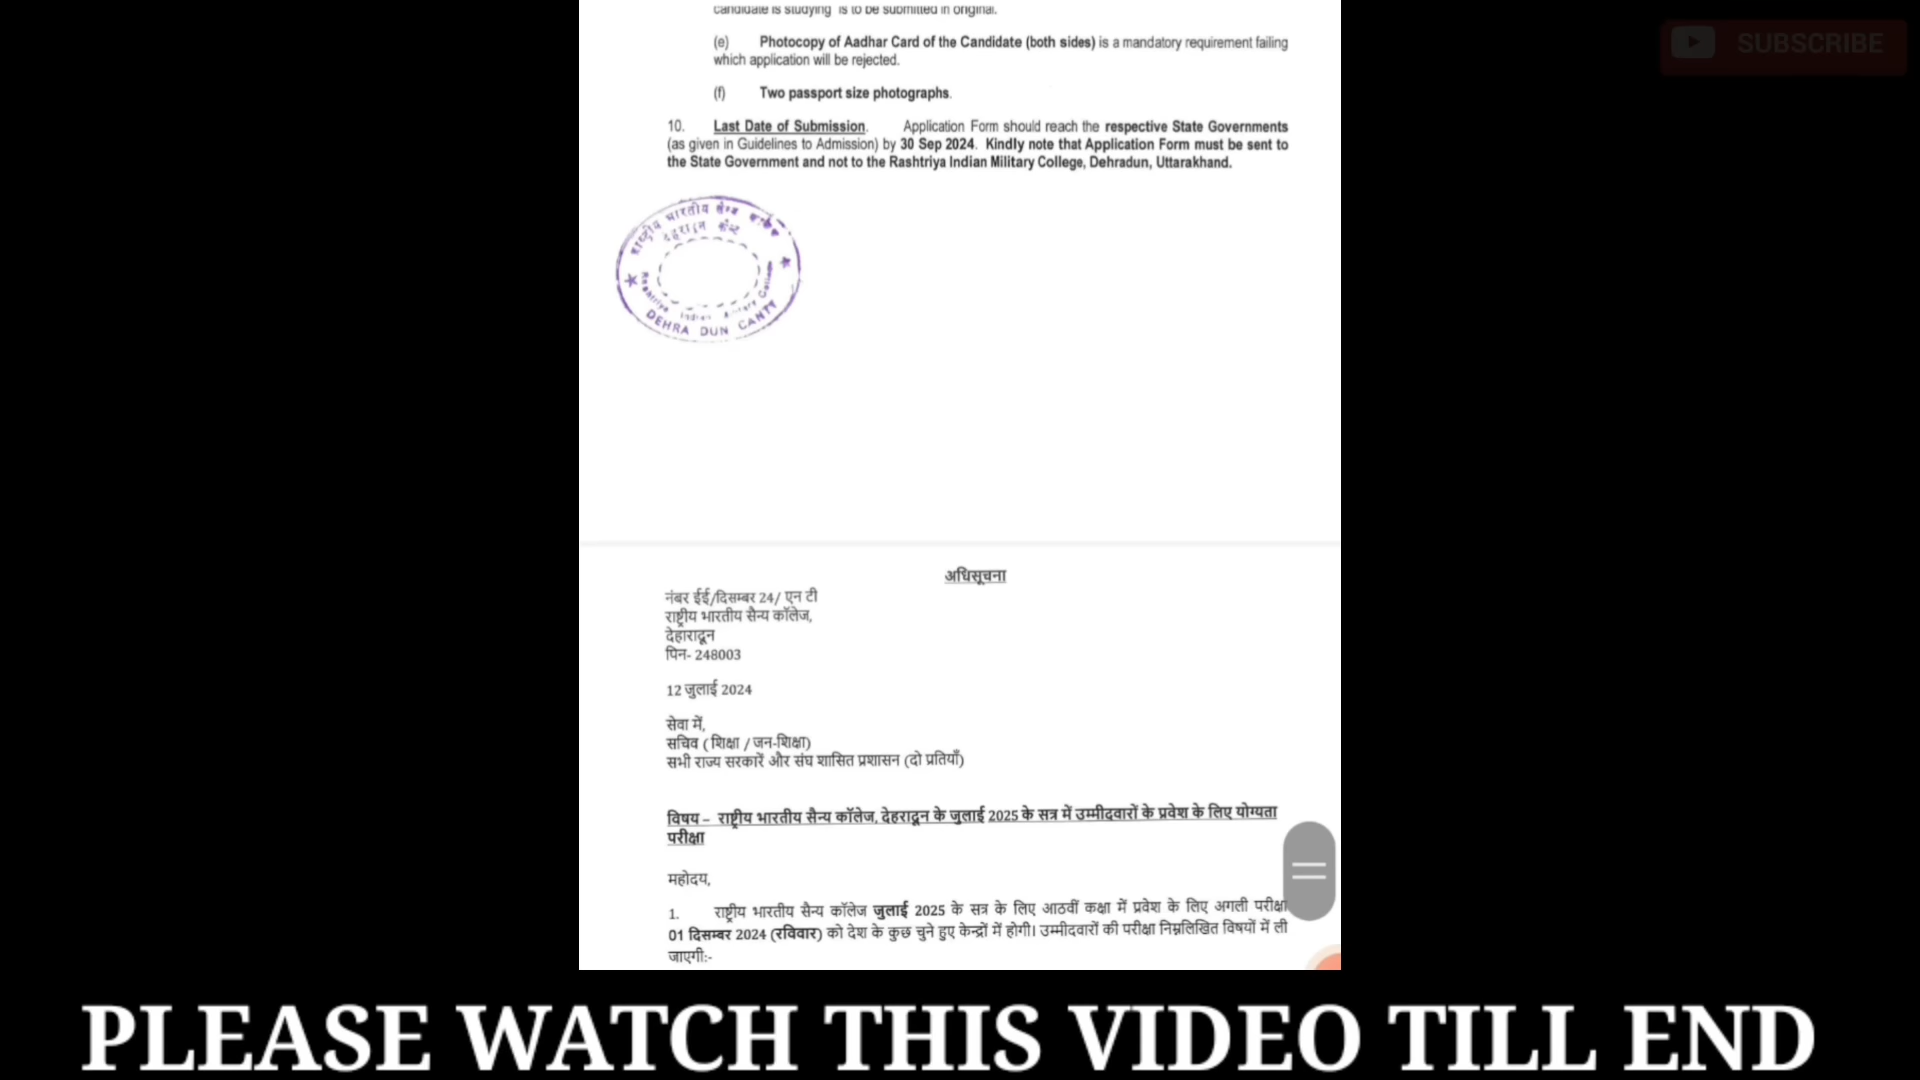 SUBSCRIBE
candidate is studying is to be submitted in original.
(e) Photocopy of Aadhar Card of the Candidate (both sides) is a mandatory requirement failing
which application will be rejected.
(f) Two passport size photographs.
10. Last Date of Submission. Application Form should reach the respective State Governments
(as given in Guidelines to Admission) by 30 Sep 2024. Kindly note that Application Form must be sent to
the State Government and not to the Rashtriya Indian Military College, Dehradun, Uttarakhand.
राष्ट्रीय भारतीय सैन्य कॉलेज
देहरादून कैन्ट
Rashtriya Indian Military College
DEHRA DUN CANTT
अधिसूचना
नंबर ईई/दिसम्बर 24/ एन टी
राष्ट्रीय भारतीय सैन्य कॉलेज,
देहारादून
पिन- 248003
12 जुलाई 2024
सेवा में,
सचिव ( शिक्षा / जन-शिक्षा)
सभी राज्य सरकारें और संघ शासित प्रशासन (दो प्रतियाँ)
विषय – राष्ट्रीय भारतीय सैन्य कॉलेज, देहरादून के जुलाई 2025 के सत्र में उम्मीदवारों के प्रवेश के लिए योग्यता
परीक्षा
महोदय,
1. राष्ट्रीय भारतीय सैन्य कॉलेज जुलाई 2025 के सत्र के लिए आठवीं कक्षा में प्रवेश के लिए अगली परीक्षा
01 दिसम्बर 2024 (रविवार) को देश के कुछ चुने हुए केन्द्रों में होगी। उम्मीदवारों की परीक्षा निम्नलिखित विषयों में ली
जाएगी:-
PLEASE WATCH THIS VIDEO TILL END